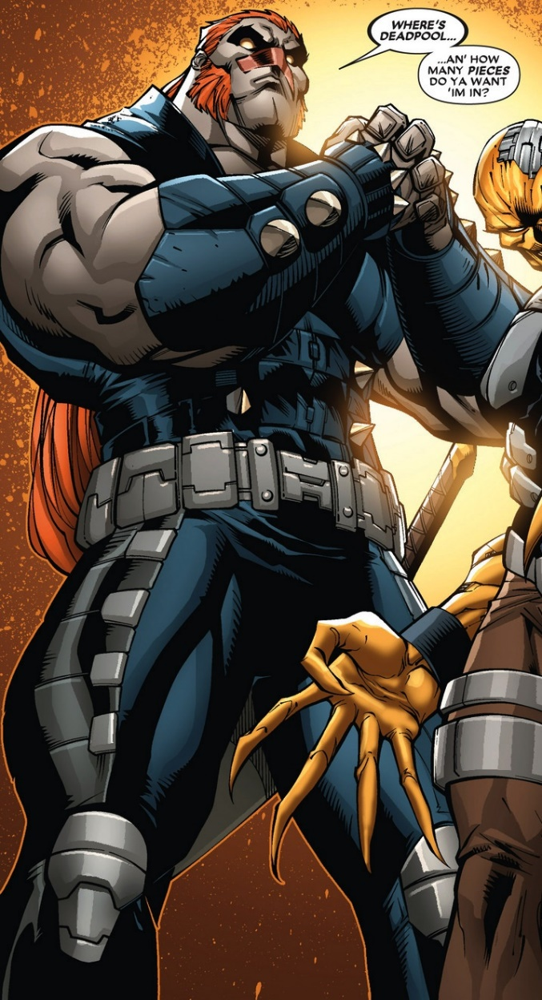 WHERE'S
DEADPOOL...
...AN' HOW
MANY PIECES
DO YA WANT
'IM IN?